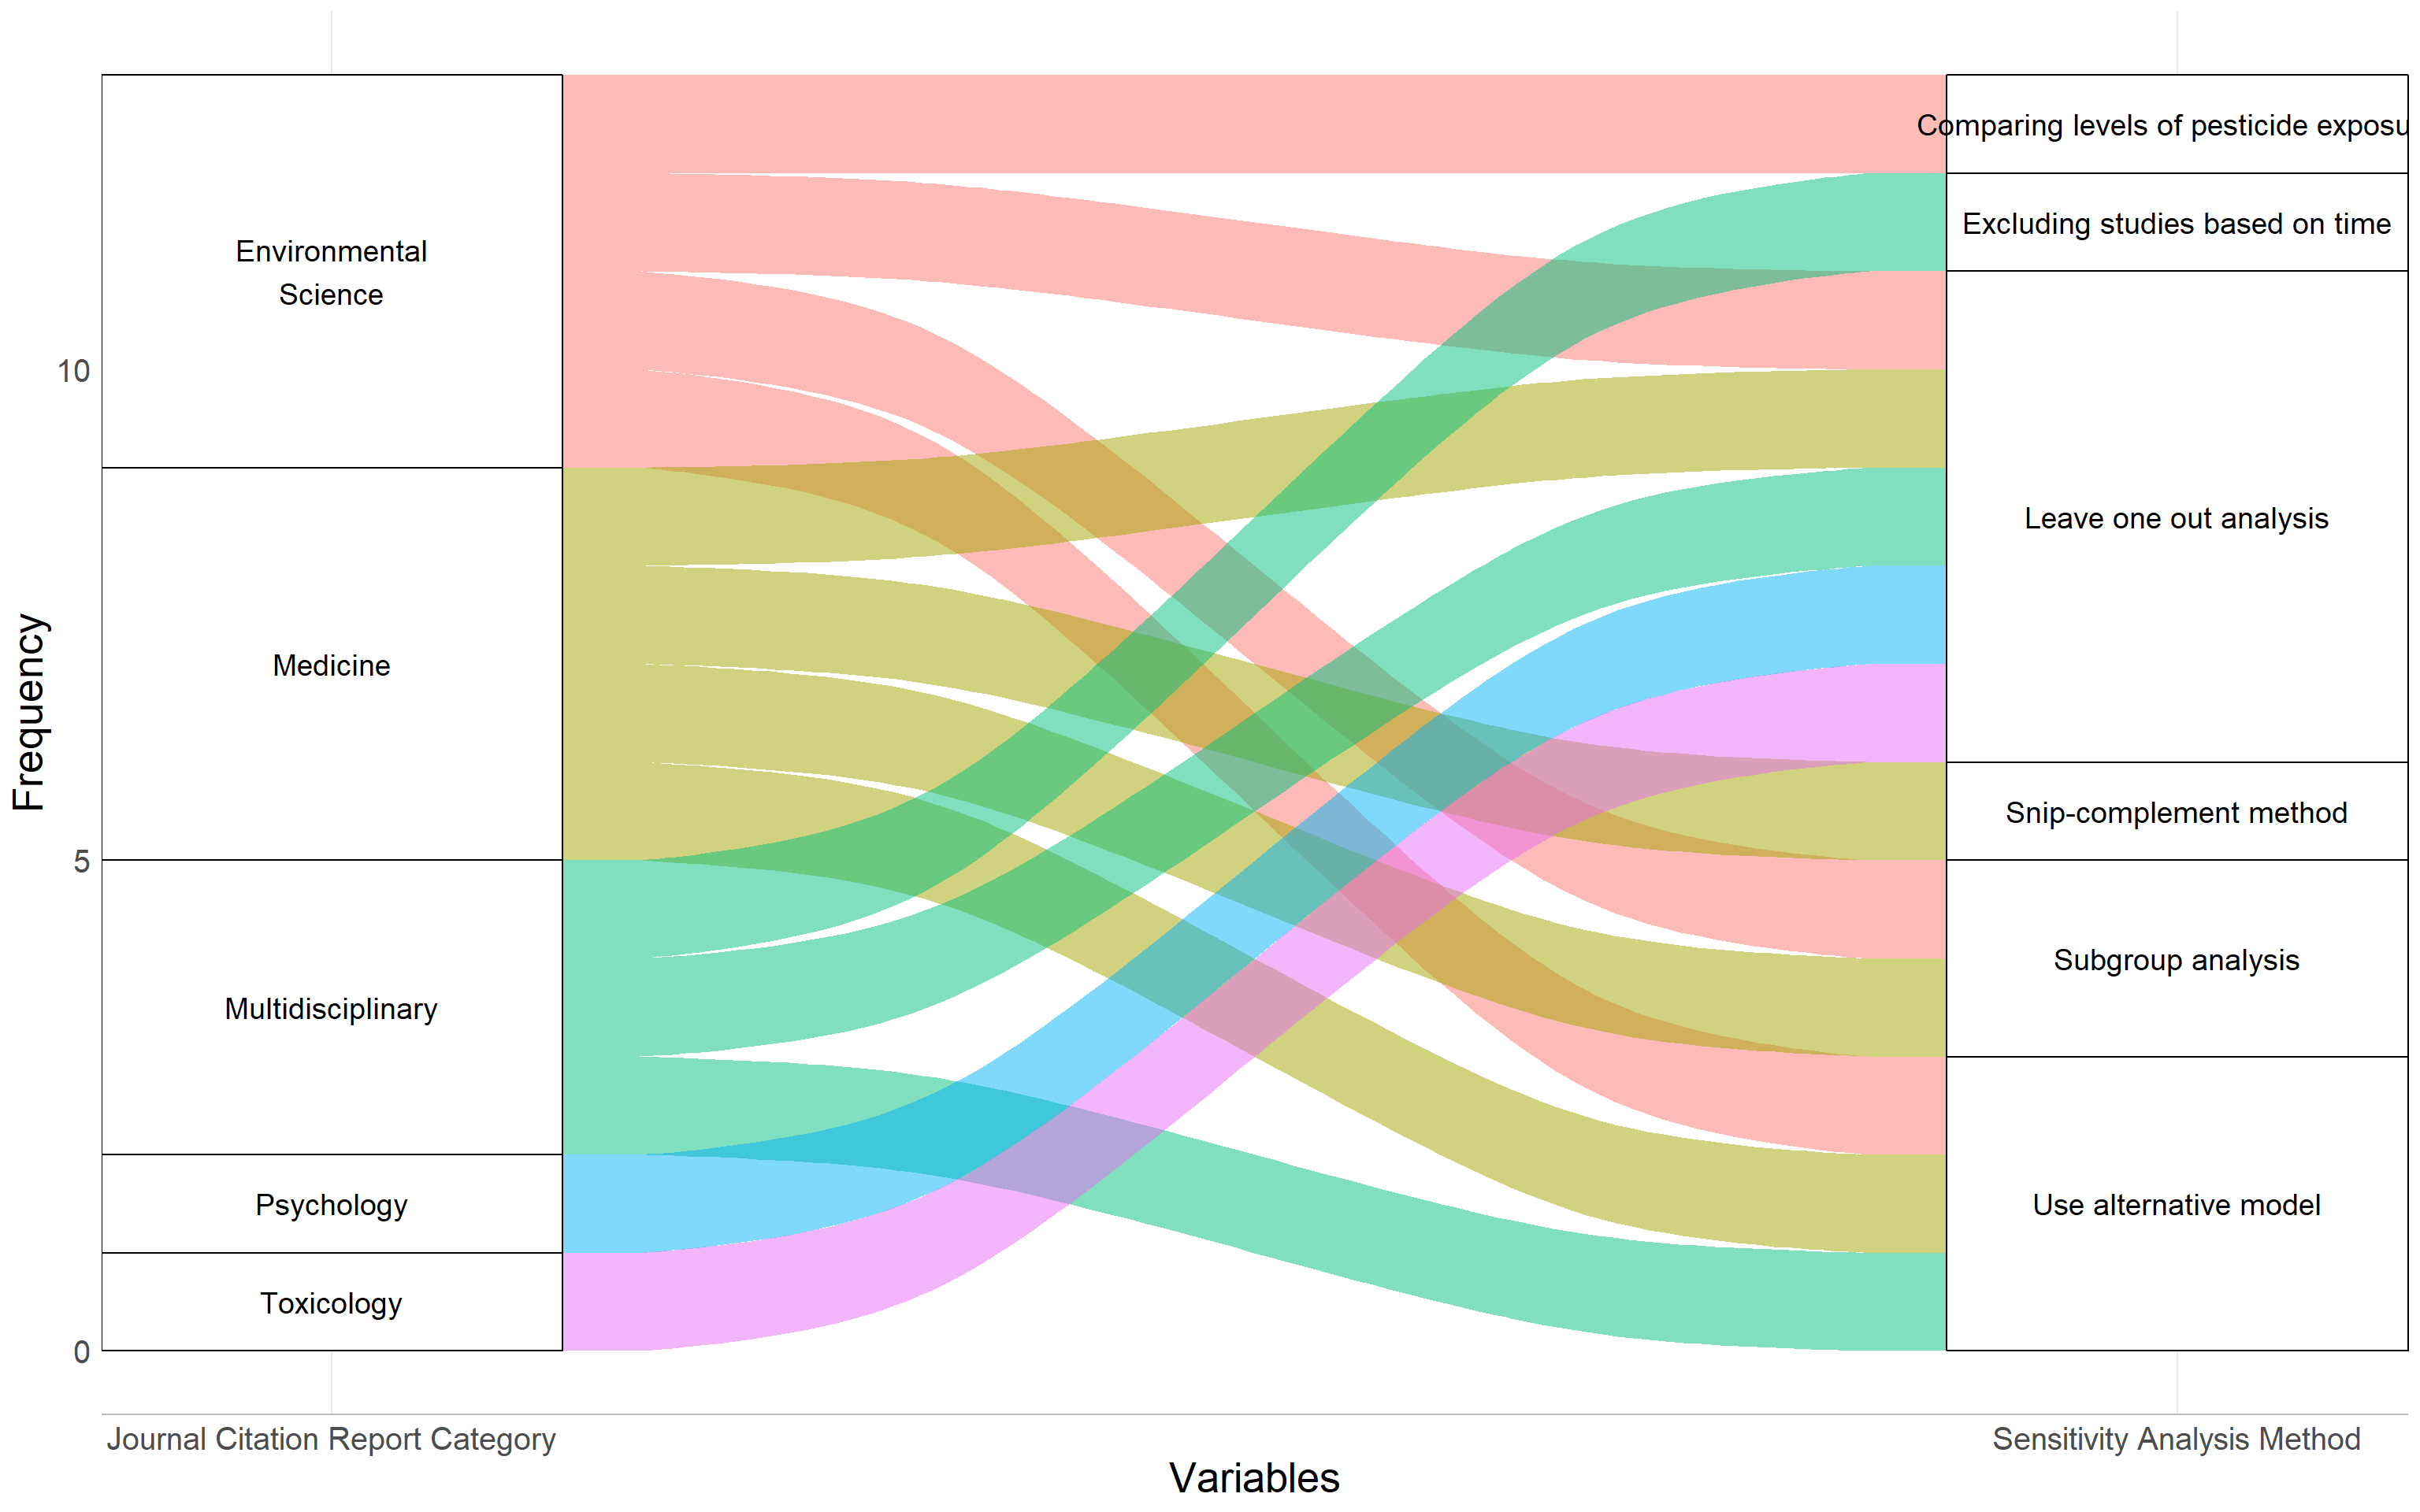 Frequency
10
5
0
Environmental
Science
Medicine
Multidisciplinary
Psychology
Toxicology
Comparing levels of pesticide exposu
Excluding studies based on time
Leave one out analysis
Snip-complement method
Subgroup analysis
Use alternative model
Journal Citation Report Category
Sensitivity Analysis Method
Variables